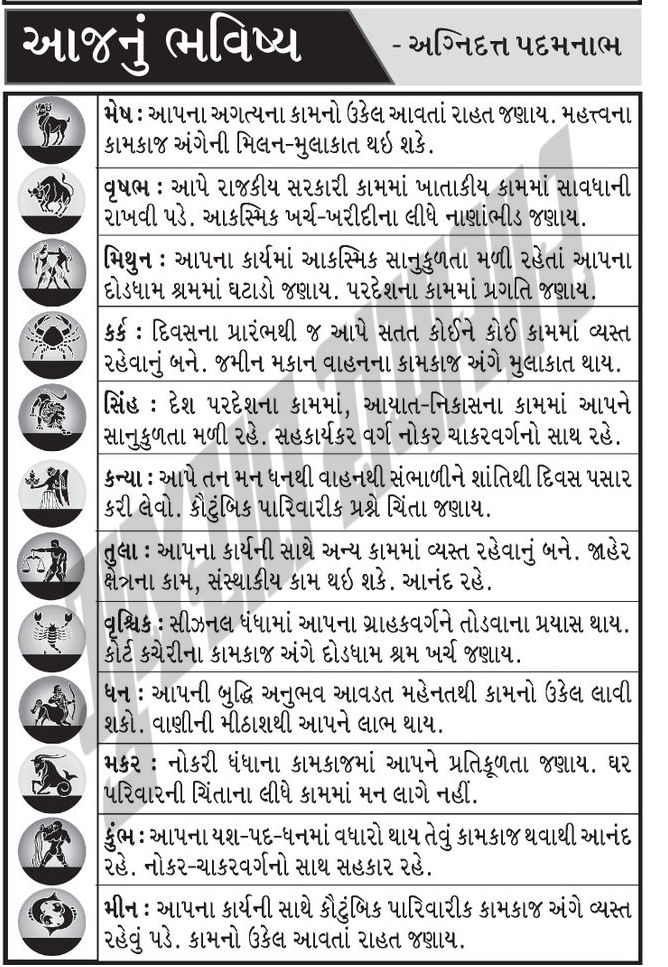 આજનું ભવિષ્ય
- અગ્નિદત્ત પદમનાભ
મેષ : આપના અગત્યના કામનો ઉકેલ આવતાં રાહત જણાય. મહત્ત્વના
કામકાજ અંગેની મિલન-મુલાકાત થઇ શકે.
વૃષભ : આપે રાજકીય સરકારી કામમાં ખાતાકીય કામમાં સાવધાની
રાખવી પડે. આકસ્મિક ખર્ચ-ખરીદીના લીધે નાણાંભીડ જણાય.
મિથુન : આપના કાર્યમાં આકસ્મિક સાનુકુળતા મળી રહેતાં આપના
દોડધામ શ્રમમાં ઘટાડો જણાય. પરદેશના કામમાં પ્રગતિ જણાય.
કર્ક : દિવસના પ્રારંભથી જ આપે સતત કોઈને કોઈ કામમાં વ્યસ્ત
રહેવાનું બને. જમીન મકાન વાહનના કામકાજ અંગે મુલાકાત થાય.
સિંહ : દેશ પરદેશના કામમાં, આયાત-નિકાસના કામમાં આપને
સાનુકુળતા મળી રહે. સહકાર્યકર વર્ગ નોકર ચાકરવર્ગનો સાથ રહે.
કન્યા : આપે તન મન ધનથી વાહનથી સંભાળીને શાંતિથી દિવસ પસાર
કરી લેવો. કૌટુંબિક પારિવારીક પ્રશ્ને ચિંતા જણાય.
તુલા : આપના કાર્યની સાથે અન્ય કામમાં વ્યસ્ત રહેવાનું બને. જાહેર
ક્ષેત્રના કામ, સંસ્થાકીય કામ થઇ શકે. આનંદ રહે.
વૃશ્ચિક : સીઝનલ ધંધામાં આપના ગ્રાહકવર્ગને તોડવાના પ્રયાસ થાય.
કોર્ટ કચેરીના કામકાજ અંગે દોડધામ શ્રમ ખર્ચ જણાય.
ધન : આપની બુદ્ધિ અનુભવ આવડત મહેનતથી કામનો ઉકેલ લાવી
શકો. વાણીની મીઠાશથી આપને લાભ થાય.
મકર : નોકરી ધંધાના કામકાજમાં આપને પ્રતિકૂળતા જણાય. ઘર
પરિવારની ચિંતાના લીધે કામમાં મન લાગે નહીં.
કુંભ : આપના યશ-પદ-ધનમાં વધારો થાય તેવું કામકાજ થવાથી આનંદ
રહે. નોકર-ચાકરવર્ગનો સાથ સહકાર રહે.
મીન : આપના કાર્યની સાથે કૌટુંબિક પારિવારીક કામકાજ અંગે વ્યસ્ત
રહેવું પડે. કામનો ઉકેલ આવતાં રાહત જણાય.